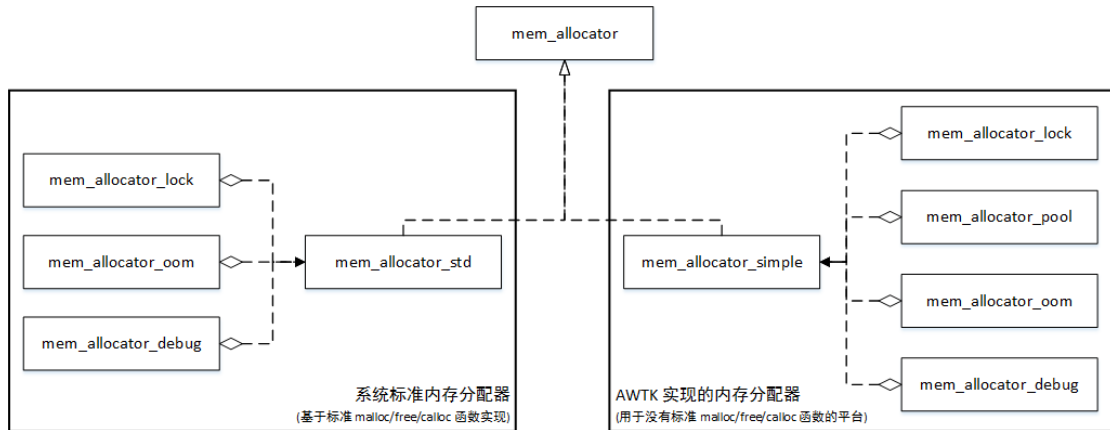 mem_allocator
mem_allocator_lock
mem_allocator_oom
mem_allocator_debug
mem_allocator_std
系统标准内存分配器
(基于标准 malloc/free/calloc 函数实现)
mem_allocator_simple
mem_allocator_lock
mem_allocator_pool
mem_allocator_oom
mem_allocator_debug
AWTK 实现的内存分配器
(用于没有标准 malloc/free/calloc 函数的平台)